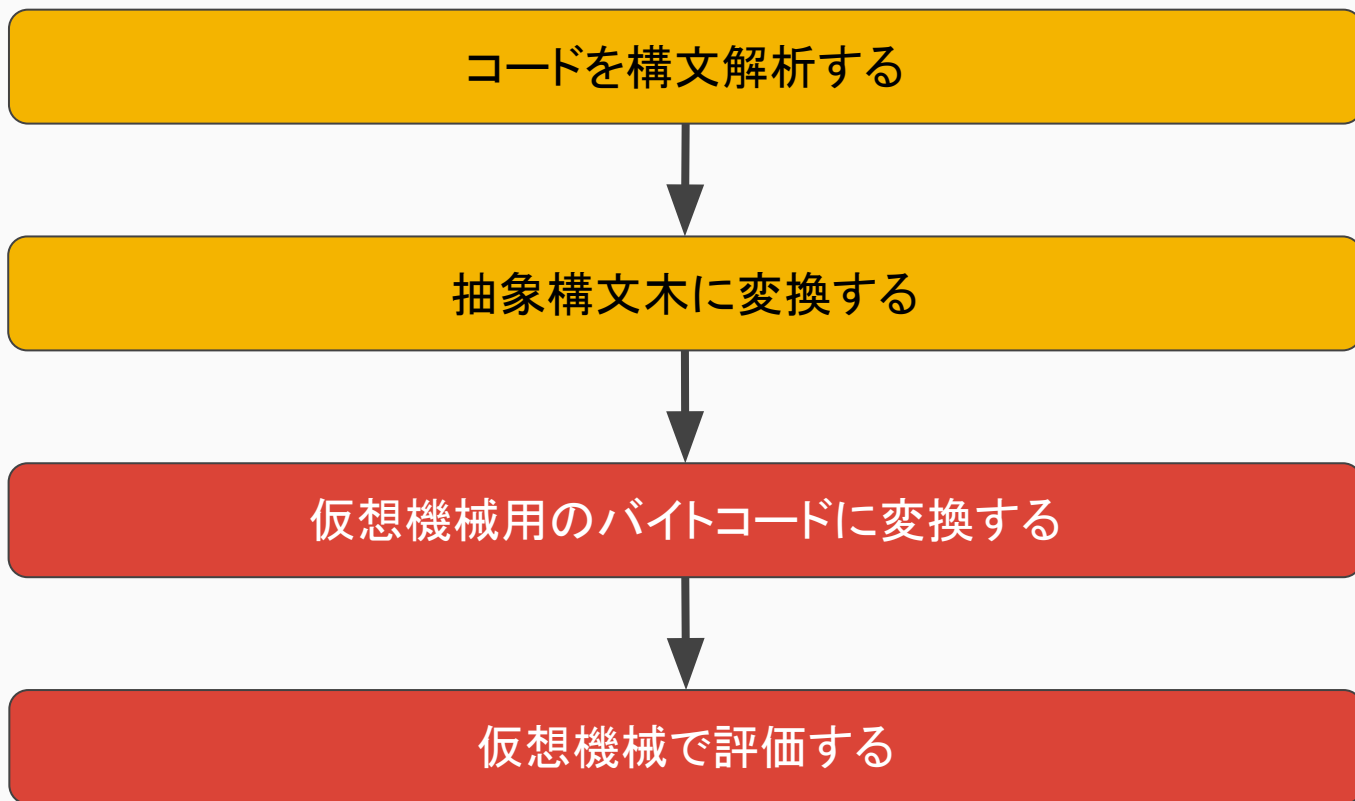 コードを構文解析する
抽象構文木に変換する
仮想機械用のバイトコードに変換する
仮想機械で評価する